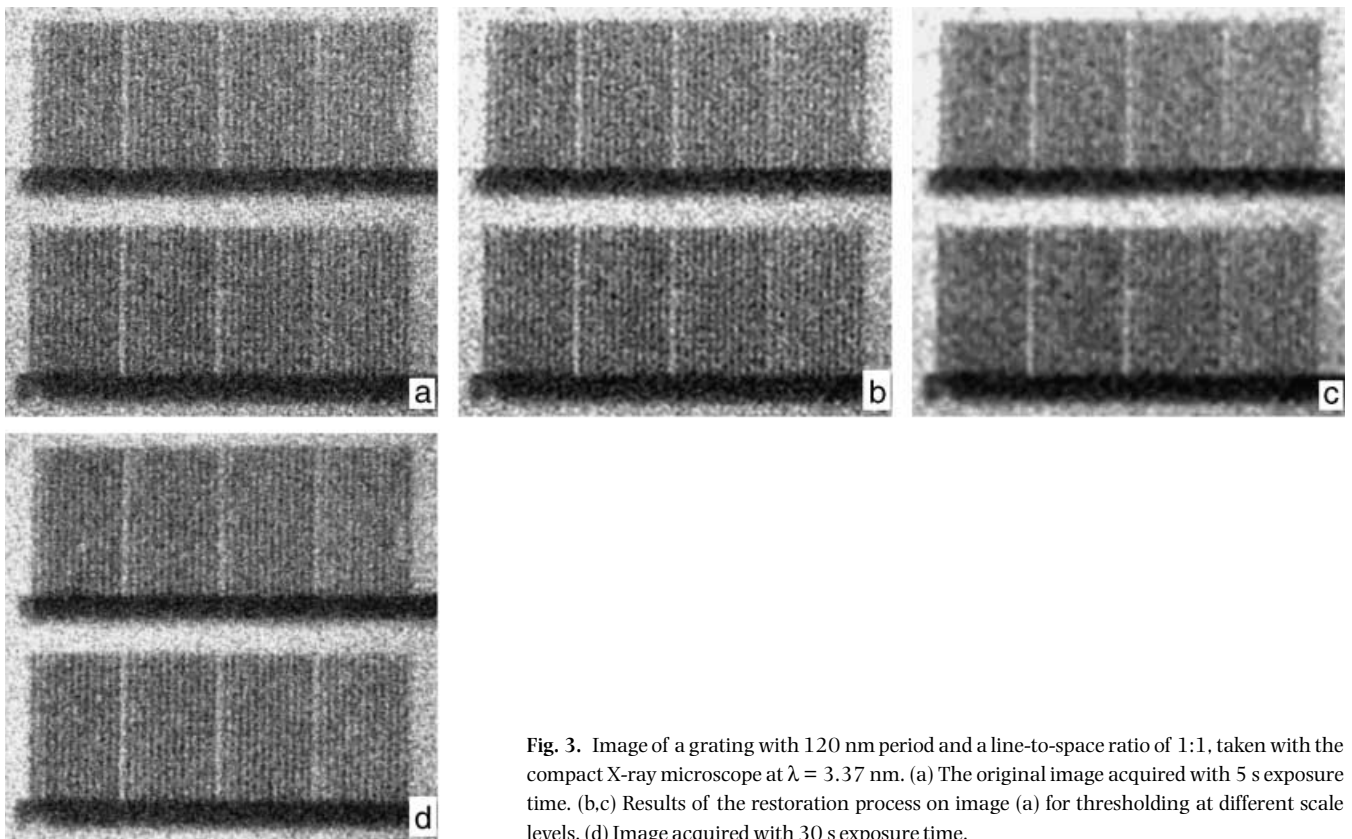 a
b
c
d
Fig. 3. Image of a grating with 120 nm period and a line-to-space ratio of 1:1, taken with the
compact X-ray microscope at λ = 3.37 nm. (a) The original image acquired with 5 s exposure
time. (b,c) Results of the restoration process on image (a) for thresholding at different scale
levels. (d) Image acquired with 30 s exposure time.